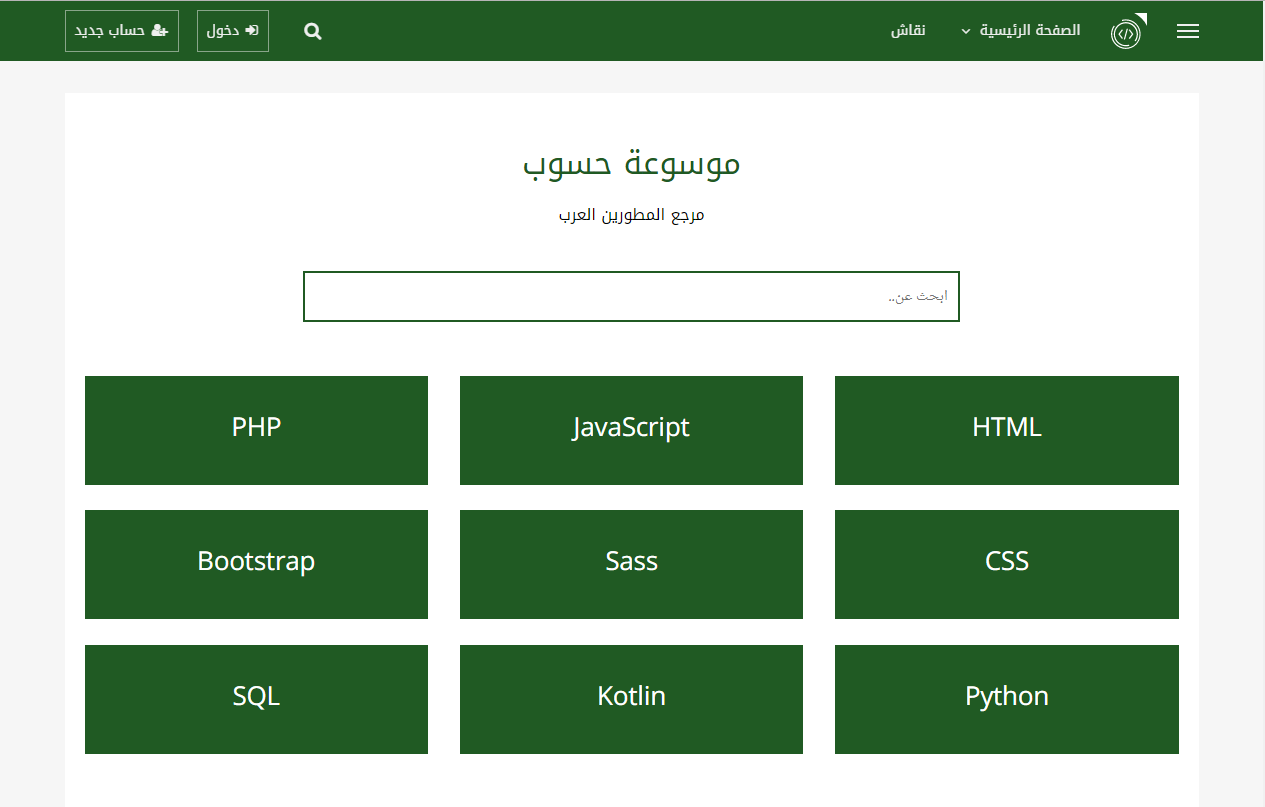 الصفحة الرئيسية
نقاش
دخول
حساب جديد
موسوعة حسوب
مرجع المطورين العرب
ابحث عن..
HTML JavaScript PHP
CSS Sass Bootstrap
Python Kotlin SQL